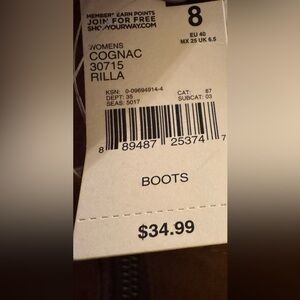 MEMBERS EARN POINTS
JOIN FOR FREE
SHOPYOURWAY.COM
8
EU 40
MX 25 UK 6.5
WOMENS
COGNAC
30715
RILLA
KSN: 0-09694914-4
DEPT: 35 CAT: 87
SEAS: 5017 SUBCAT: 03
8 89487 25374 7
BOOTS
$34.99